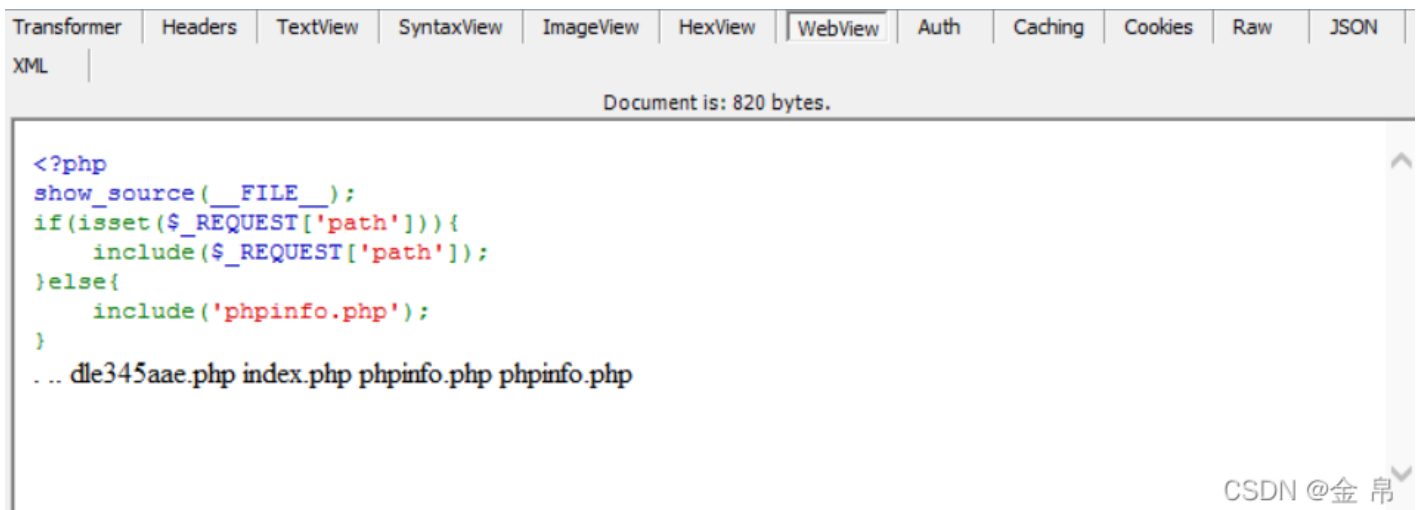 Transformer Headers TextView SyntaxView ImageView HexView WebView Auth Caching Cookies Raw JSON
XML
Document is: 820 bytes.
<?php
show_source(__FILE__);
if(isset($_REQUEST['path'])){
    include($_REQUEST['path']);
}else{
    include('phpinfo.php');
}
. .. dle345aae.php index.php phpinfo.php phpinfo.php
CSDN @金 帛